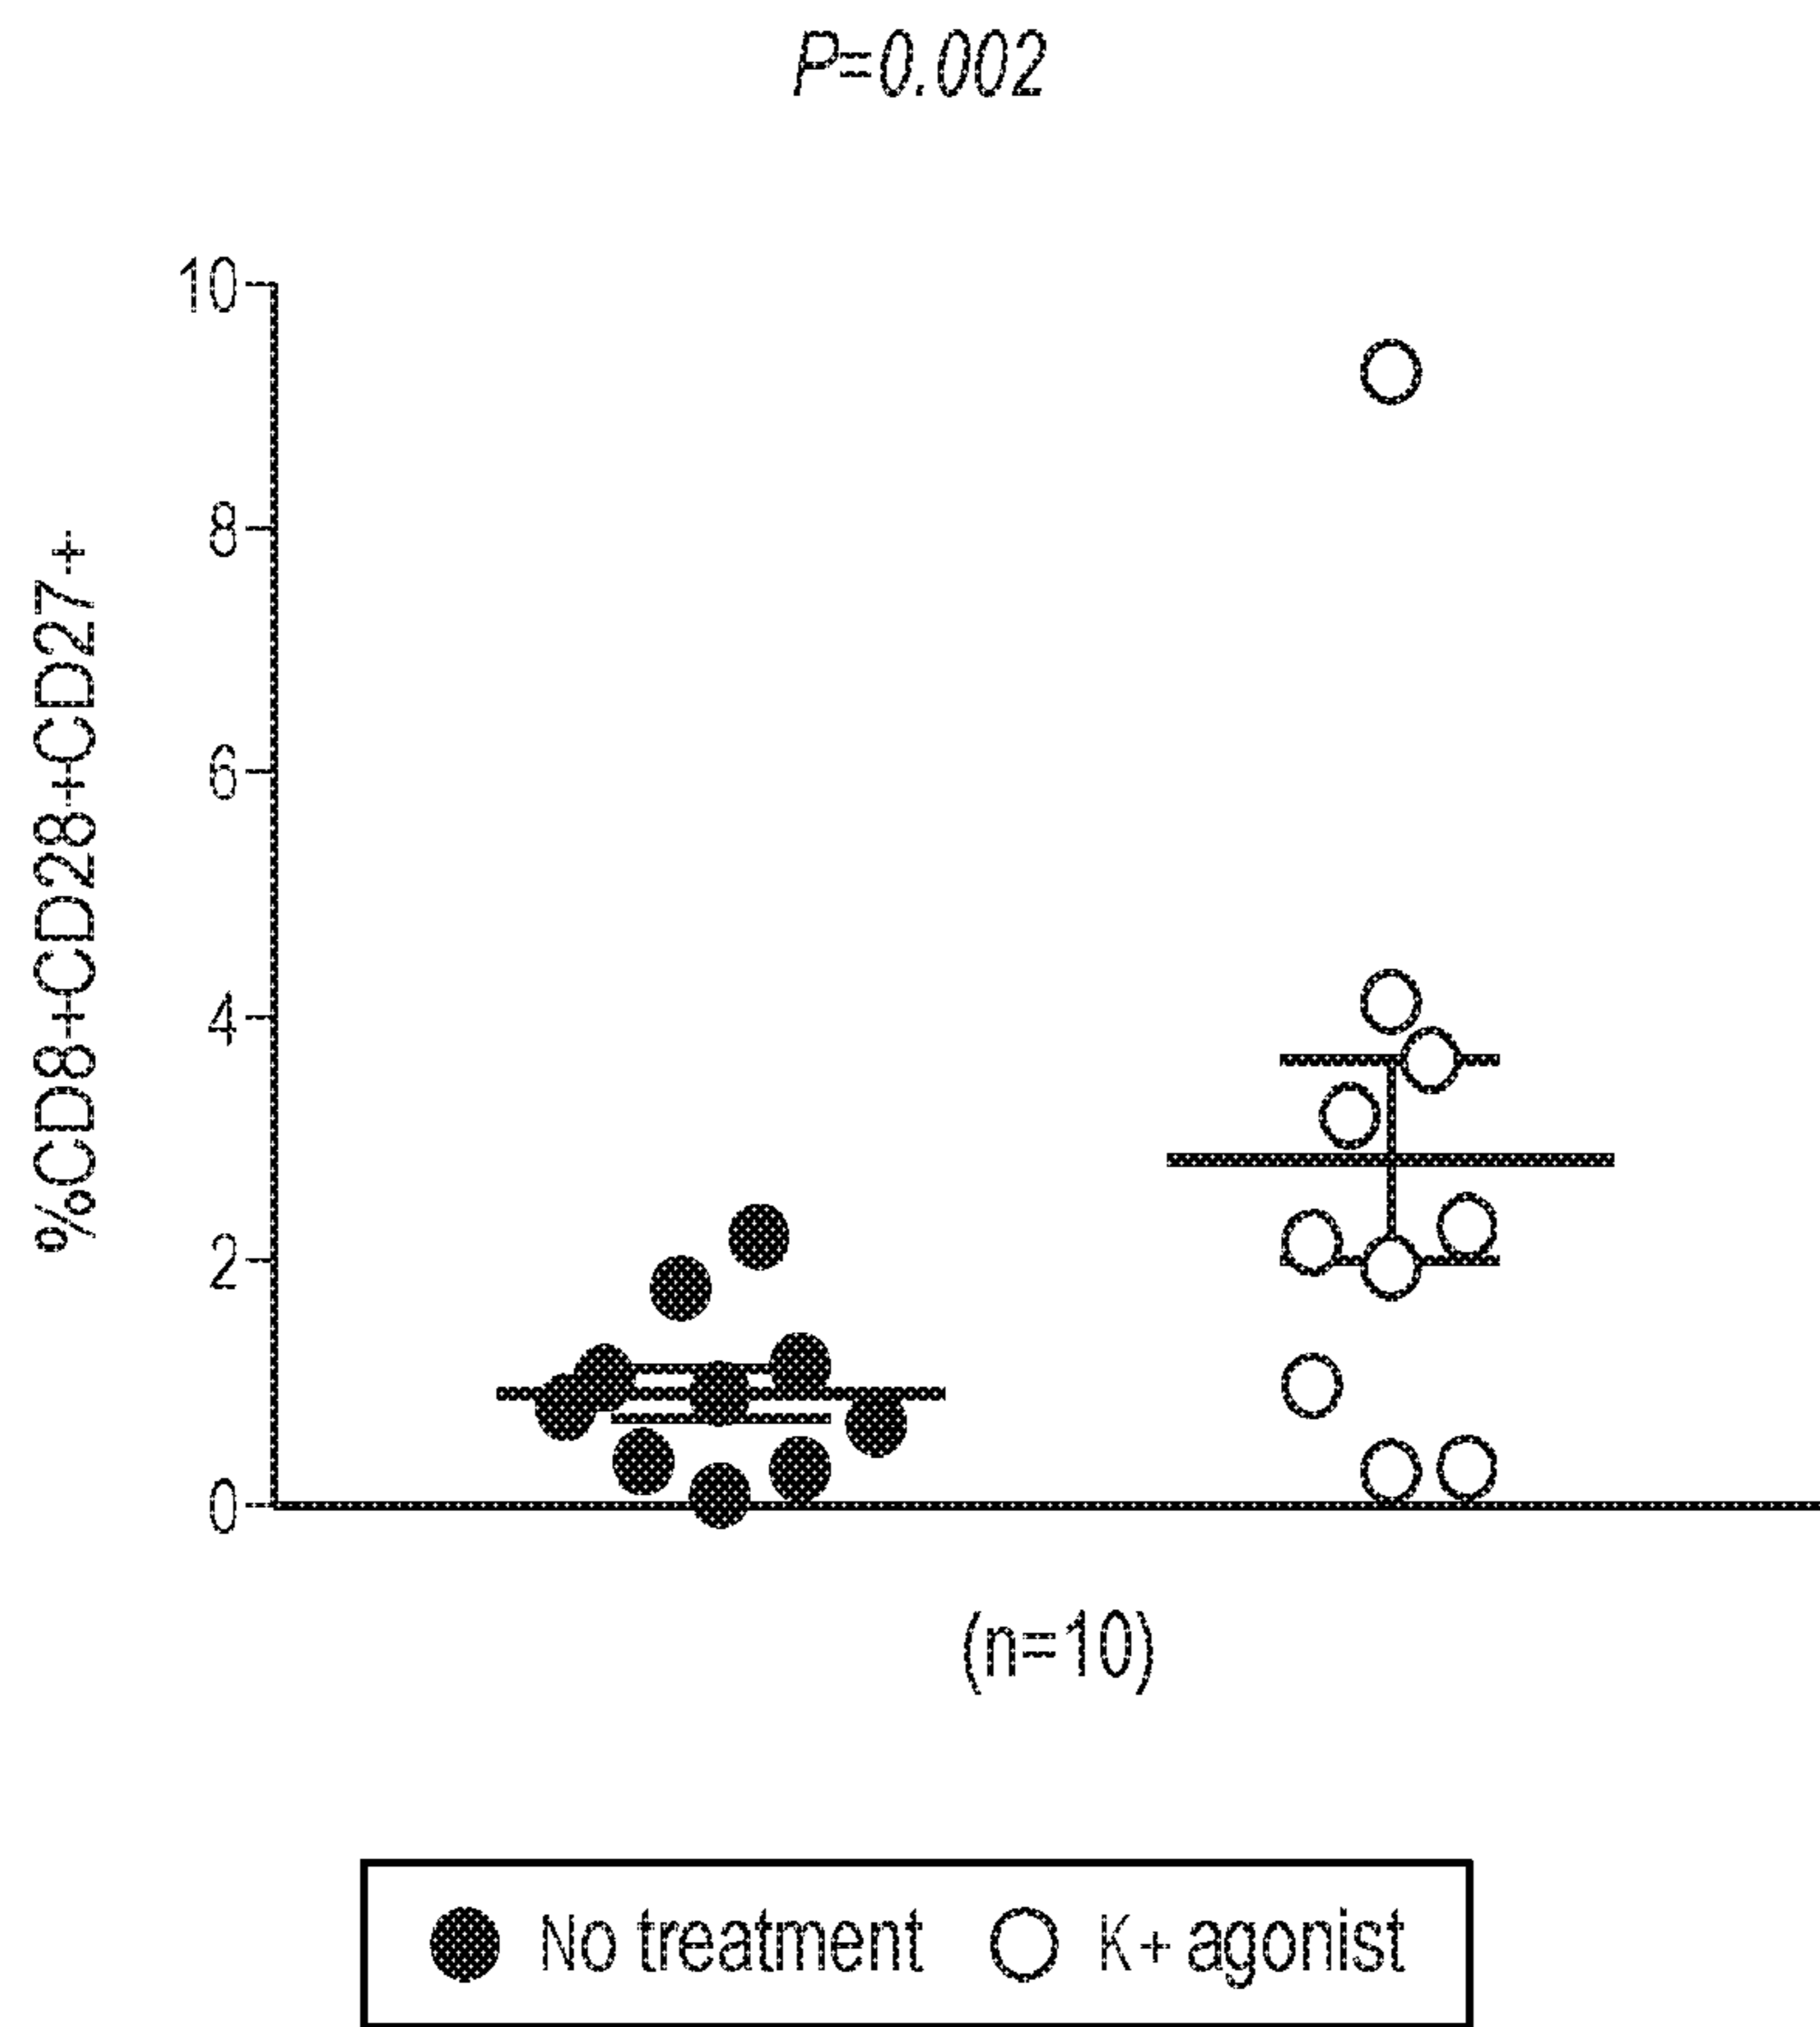 P=0.002
%CD8+CD28+CD27+
10
8
6
4
2
0
(n=10)
No treatment K+ agonist